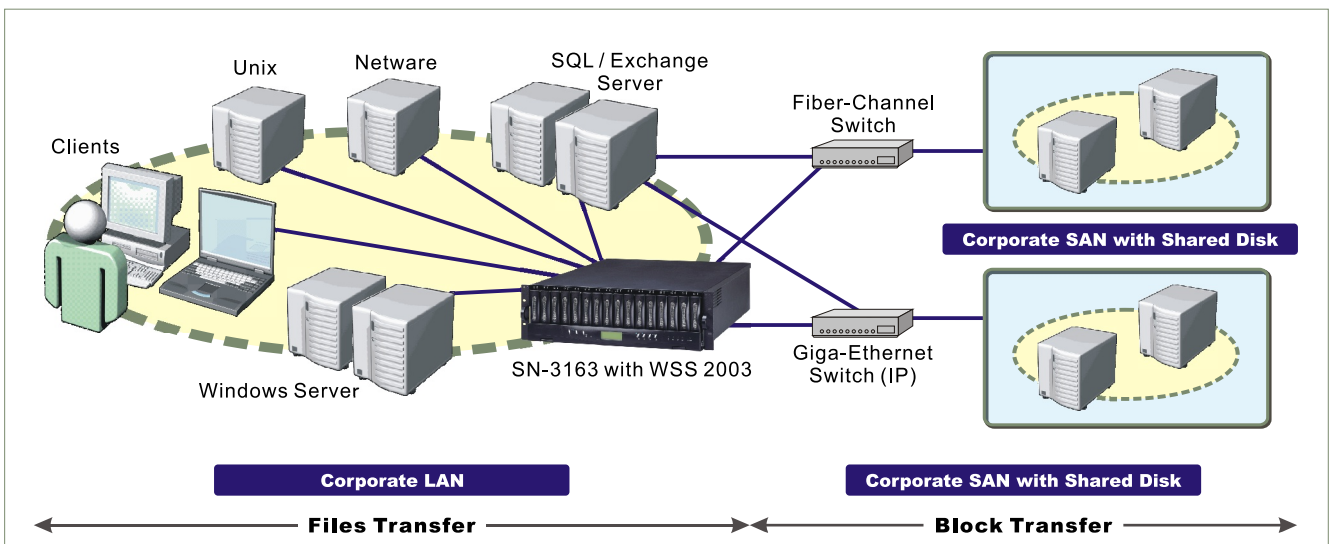 Unix
Netware
SQL / Exchange
Server
Fiber-Channel
Switch
Clients
Corporate SAN with Shared Disk
Windows Server
SN-3163 with WSS 2003
Giga-Ethernet
Switch (IP)
Corporate LAN
Corporate SAN with Shared Disk
Files Transfer
Block Transfer